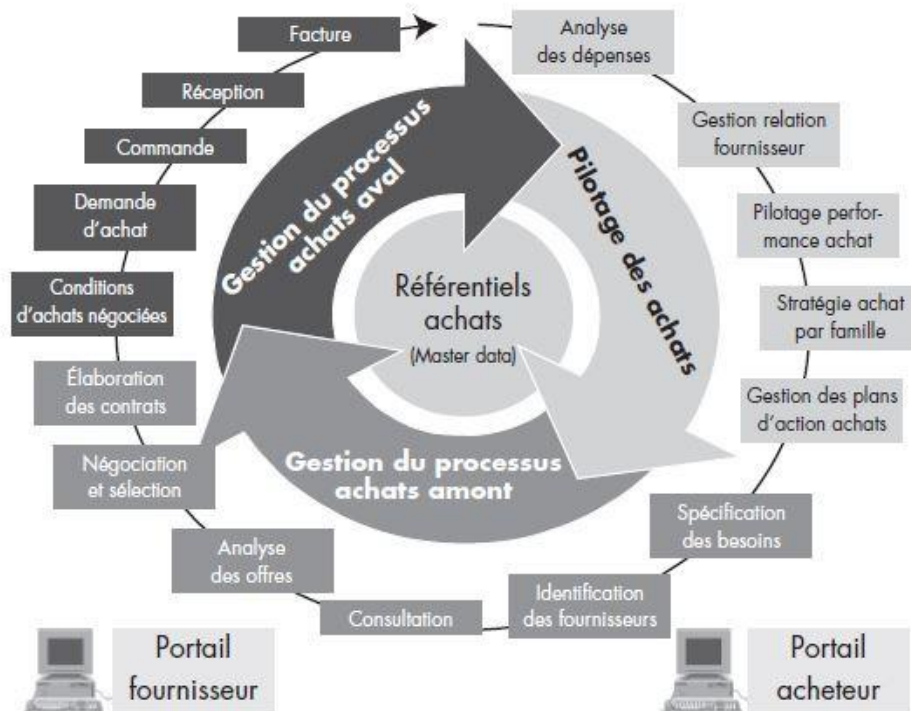 Facture
Réception
Commande
Demande
d'achat
Conditions
d'achats négociées
Élaboration
des contrats
Négociation
et sélection
Analyse
des offres
Consultation
Identification
des fournisseurs
Spécification
des besoins
Gestion des plans
d'action achats
Stratégie achat
par famille
Pilotage perfor-
mance achat
Gestion relation
fournisseur
Analyse
des dépenses
Gestion du processus
achats aval
Pilotage des achats
Gestion du processus
achats amont
Référentiels
achats
(Master data)
Portail
fournisseur
Portail
acheteur